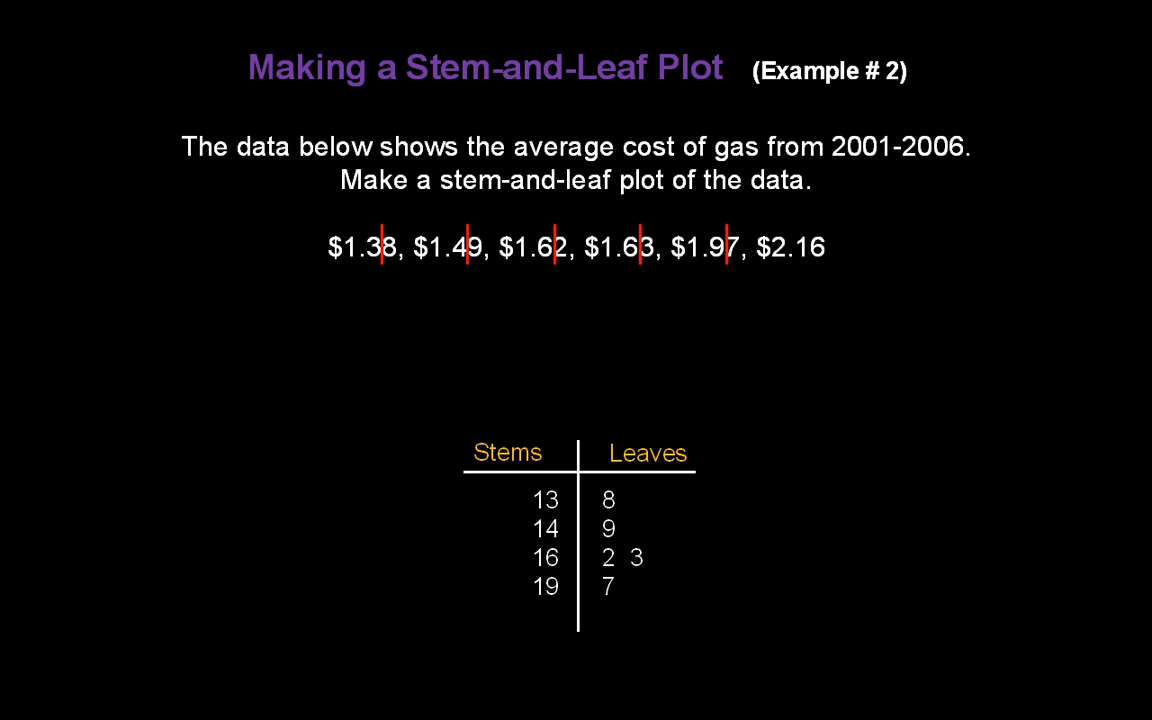 Making a Stem-and-Leaf Plot (Example # 2)
The data below shows the average cost of gas from 2001-2006.
Make a stem-and-leaf plot of the data.
$1.38, $1.49, $1.62, $1.63, $1.97, $2.16
Stems Leaves
13 8
14 9
16 2 3
19 7